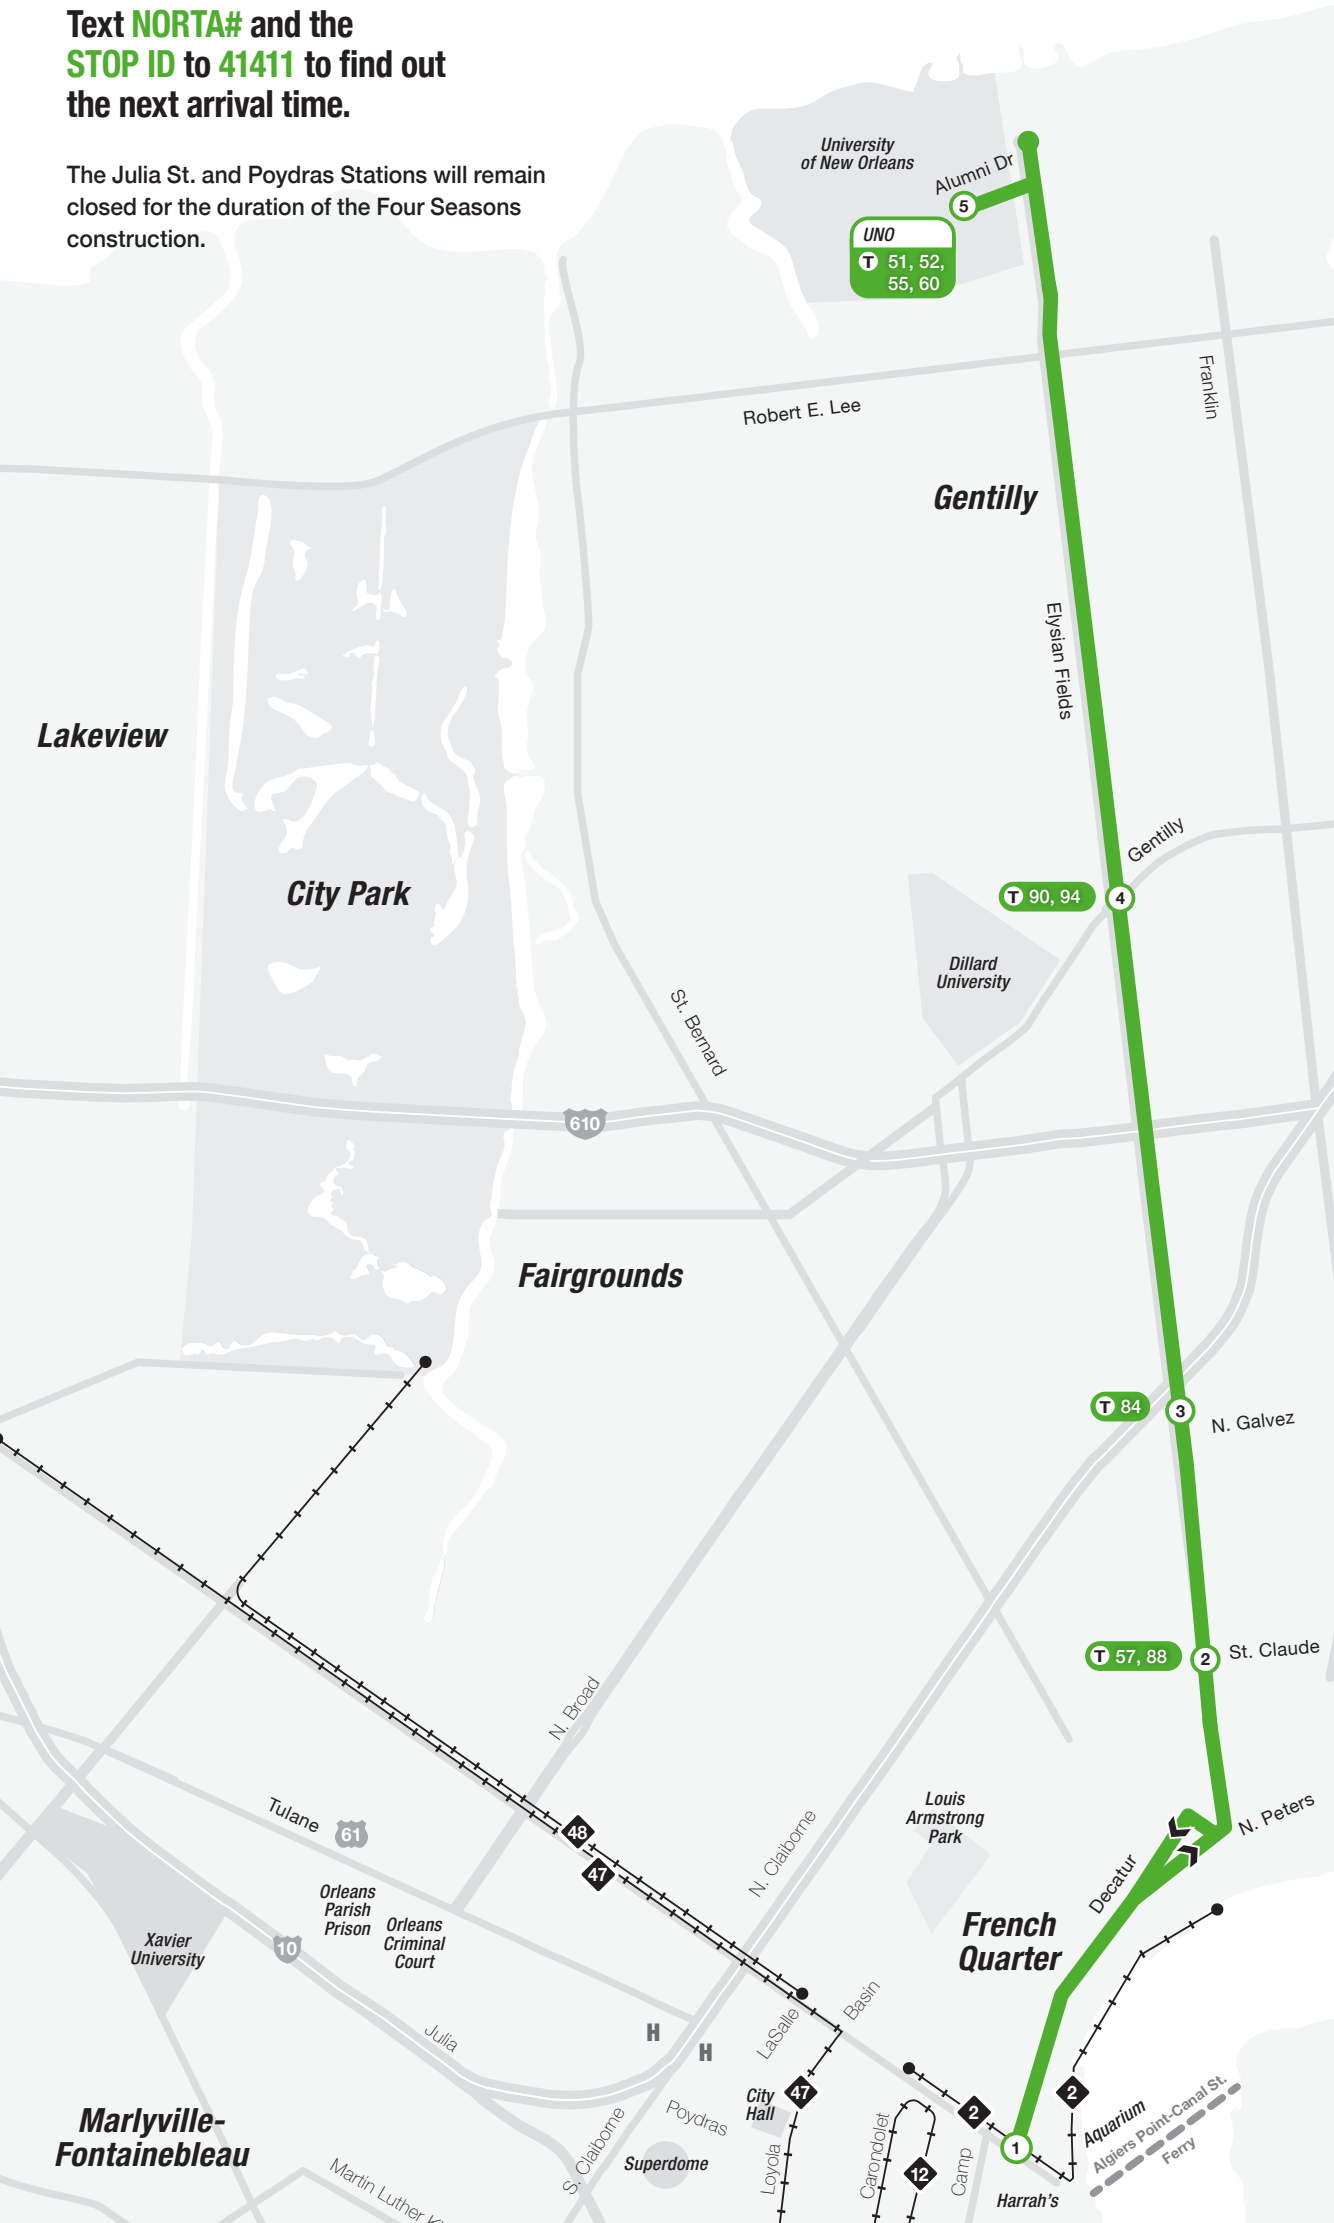 Text NORTA# and the
STOP ID to 41411 to find out
the next arrival time.
The Julia St. and Poydras Stations will remain
closed for the duration of the Four Seasons
construction.
University
of New Orleans
Alumni Dr
5
UNO
T 51, 52,
55, 60
Franklin
Robert E. Lee
Gentilly
Elysian Fields
Lakeview
Gentilly
City Park
T 90, 94
4
Dillard
University
St. Bernard
610
Fairgrounds
T 84
3
N. Galvez
T 57, 88
2
St. Claude
N. Broad
Louis
Armstrong
Park
N. Peters
Tulane
61
48
47
N. Claiborne
Decatur
Orleans
Parish
Prison
Orleans
Criminal
Court
French
Quarter
Xavier
University
10
Basin
LaSalle
Julia
H
H
City
Hall
47
2
2
Aquarium
Algiers Point-Canal St.
Ferry
Marlyville-
Fontainebleau
Poydras
S. Claiborne
Superdome
Loyola
Carondolet
12
Camp
1
Harrah's
Martin Luther